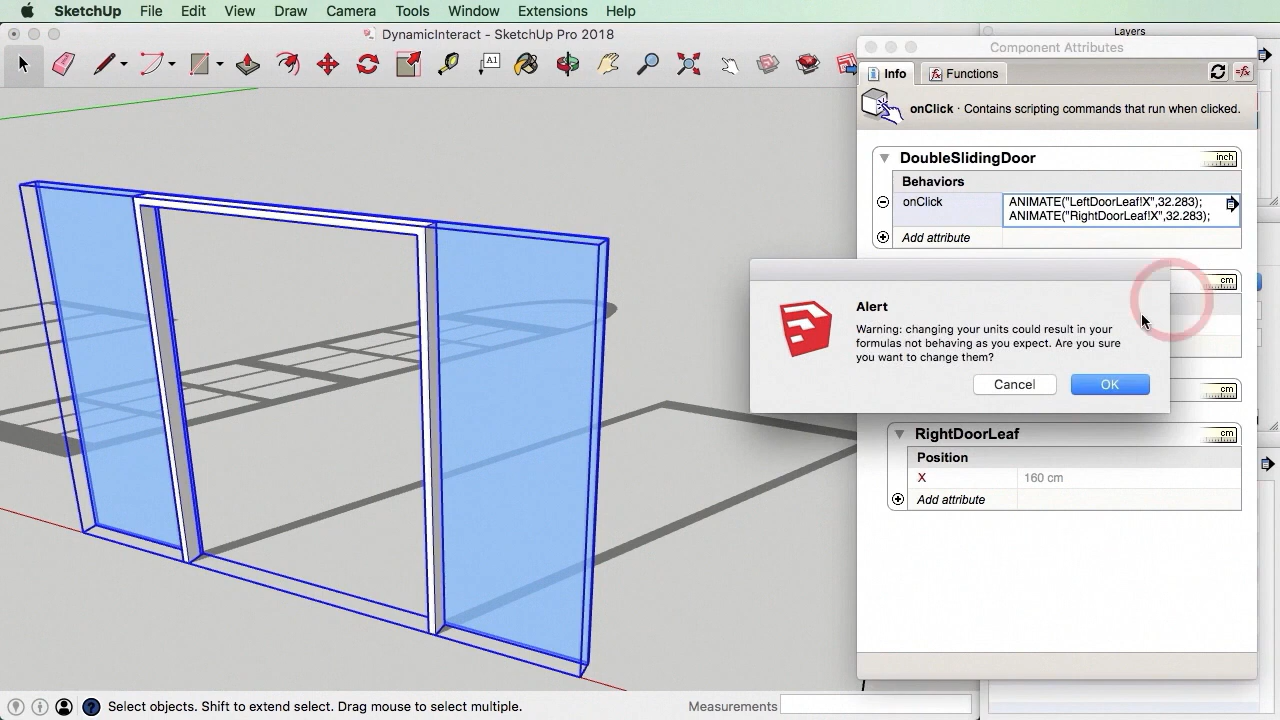 SketchUp File Edit View Draw Camera Tools Window Extensions Help
DynamicInteract - SketchUp Pro 2018
Layers
Component Attributes
A1
Info
Functions
onClick · Contains scripting commands that run when clicked.
DoubleSlidingDoor
inch
Behaviors
onClick
ANIMATE("LeftDoorLeaf!X",32.283);
ANIMATE("RightDoorLeaf!X",32.283);
Add attribute
cm
Alert
Warning: changing your units could result in your
formulas not behaving as you expect. Are you sure
you want to change them?
Cancel
OK
cm
RightDoorLeaf
cm
Position
X
160 cm
Add attribute
Select objects. Shift to extend select. Drag mouse to select multiple.
Measurements